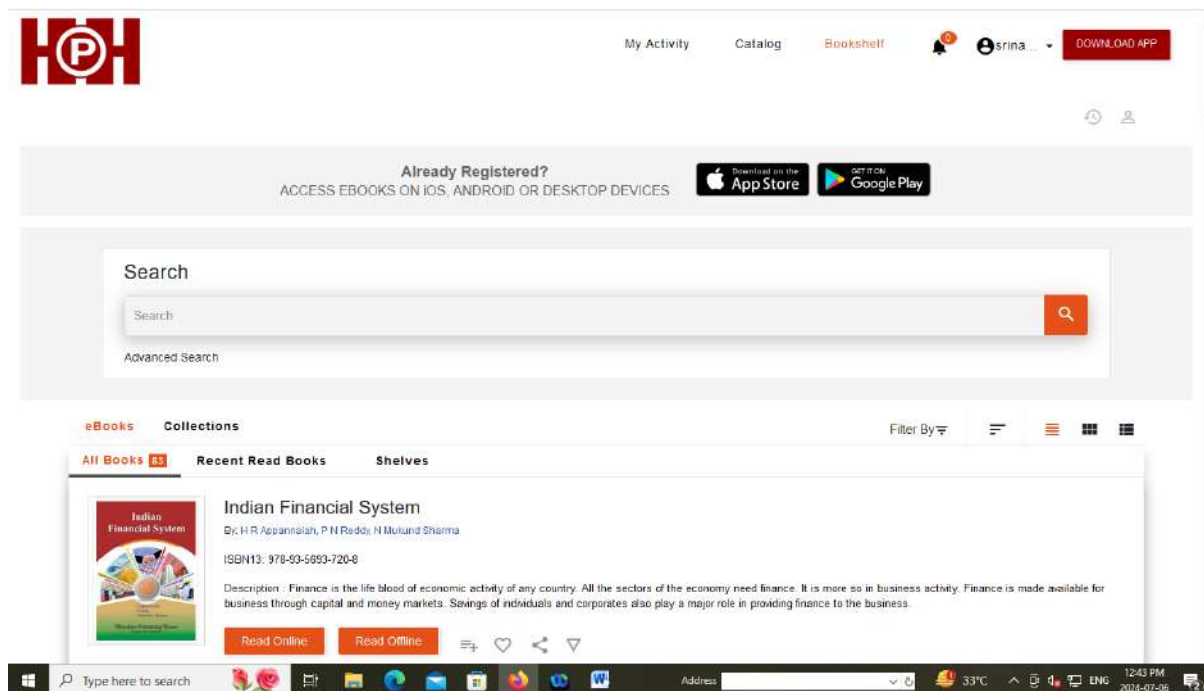 HPH
My Activity Catalog Bookshelf 0 srina... DOWNLOAD APP
Already Registered?
ACCESS EBOOKS ON iOS, ANDROID OR DESKTOP DEVICES
Download on the
App Store
GET IT ON
Google Play
Search
Search
Advanced Search
eBooks Collections Filter By
All Books 83 Recent Read Books Shelves
Indian
Financial System
Indian Financial System
By: H R Appannaiah, P N Reddy, N Mukund Sharma
ISBN13: 978-93-5693-720-8
Description : Finance is the life blood of economic activity of any country. All the sectors of the economy need finance. It is more so in business activity. Finance is made available for
business through capital and money markets. Savings of individuals and corporates also play a major role in providing finance to the business.
Read Online Read Offline
Type here to search Address 33°C ENG 12:43 PM
2024-07-06